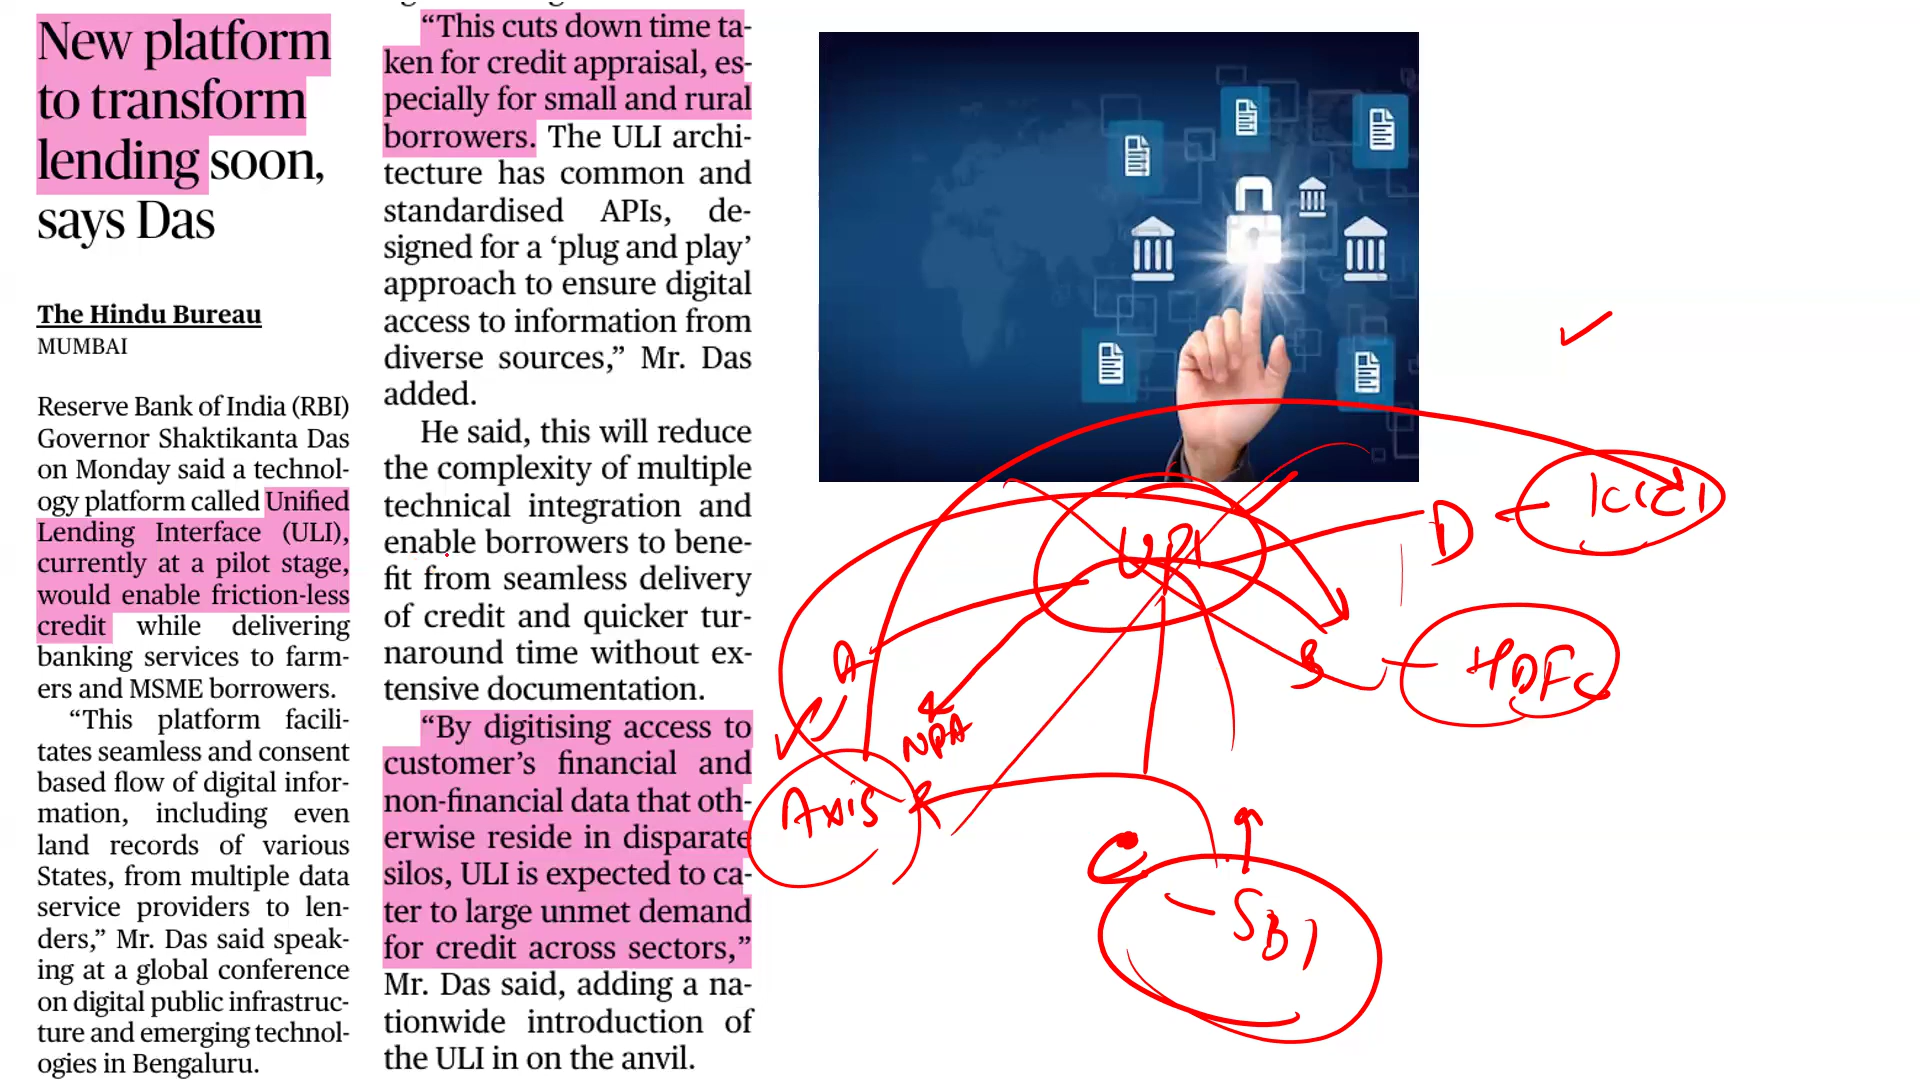 New platform
to transform
lending soon,
says Das
The Hindu Bureau
MUMBAI
Reserve Bank of India (RBI)
Governor Shaktikanta Das
on Monday said a technol-
ogy platform called Unified
Lending Interface (ULI),
currently at a pilot stage,
would enable friction-less
credit while delivering
banking services to farm-
ers and MSME borrowers.
“This platform facili-
tates seamless and consent
based flow of digital infor-
mation, including even
land records of various
States, from multiple data
service providers to len-
ders,” Mr. Das said speak-
ing at a global conference
on digital public infrastruc-
ture and emerging technol-
ogies in Bengaluru.
“This cuts down time ta-
ken for credit appraisal, es-
pecially for small and rural
borrowers. The ULI archi-
tecture has common and
standardised APIs, de-
signed for a ‘plug and play’
approach to ensure digital
access to information from
diverse sources,” Mr. Das
added.
He said, this will reduce
the complexity of multiple
technical integration and
enable borrowers to bene-
fit from seamless delivery
of credit and quicker tur-
naround time without ex-
tensive documentation.
“By digitising access to
customer’s financial and
non-financial data that oth-
erwise reside in disparate
silos, ULI is expected to ca-
ter to large unmet demand
for credit across sectors,”
Mr. Das said, adding a na-
tionwide introduction of
the ULI in on the anvil.
UPI
D
ICICI
A
B
HDFC
NPA
Axis
C
SBI